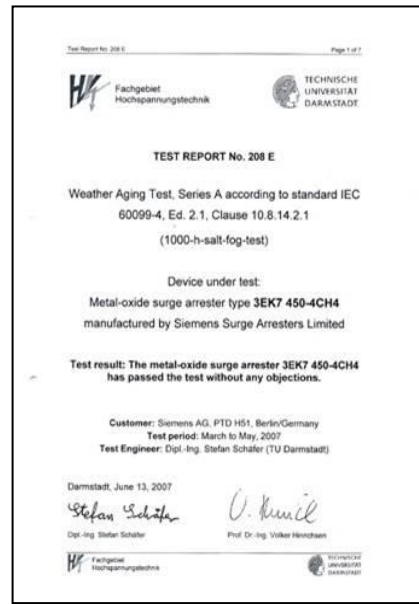 Test Report No. 208 E
Page 1 of 7
Fachgebiet
Hochspannungstechnik
TECHNISCHE
UNIVERSITÄT
DARMSTADT
TEST REPORT No. 208 E
Weather Aging Test, Series A according to standard IEC
60099-4, Ed. 2.1, Clause 10.8.14.2.1
(1000-h-salt-fog-test)
Device under test:
Metal-oxide surge arrester type 3EK7 450-4CH4
manufactured by Siemens Surge Arresters Limited
Test result: The metal-oxide surge arrester 3EK7 450-4CH4
has passed the test without any objections.
Customer: Siemens AG, PTD H51, Berlin/Germany
Test period: March to May, 2007
Test Engineer: Dipl.-Ing. Stefan Schäfer (TU Darmstadt)
Darmstadt, June 13, 2007
Stefan Schäfer
Dipl.-Ing. Stefan Schäfer
Prof. Dr.-Ing. Volker Hinrichsen
Fachgebiet
Hochspannungstechnik
TECHNISCHE
UNIVERSITÄT
DARMSTADT